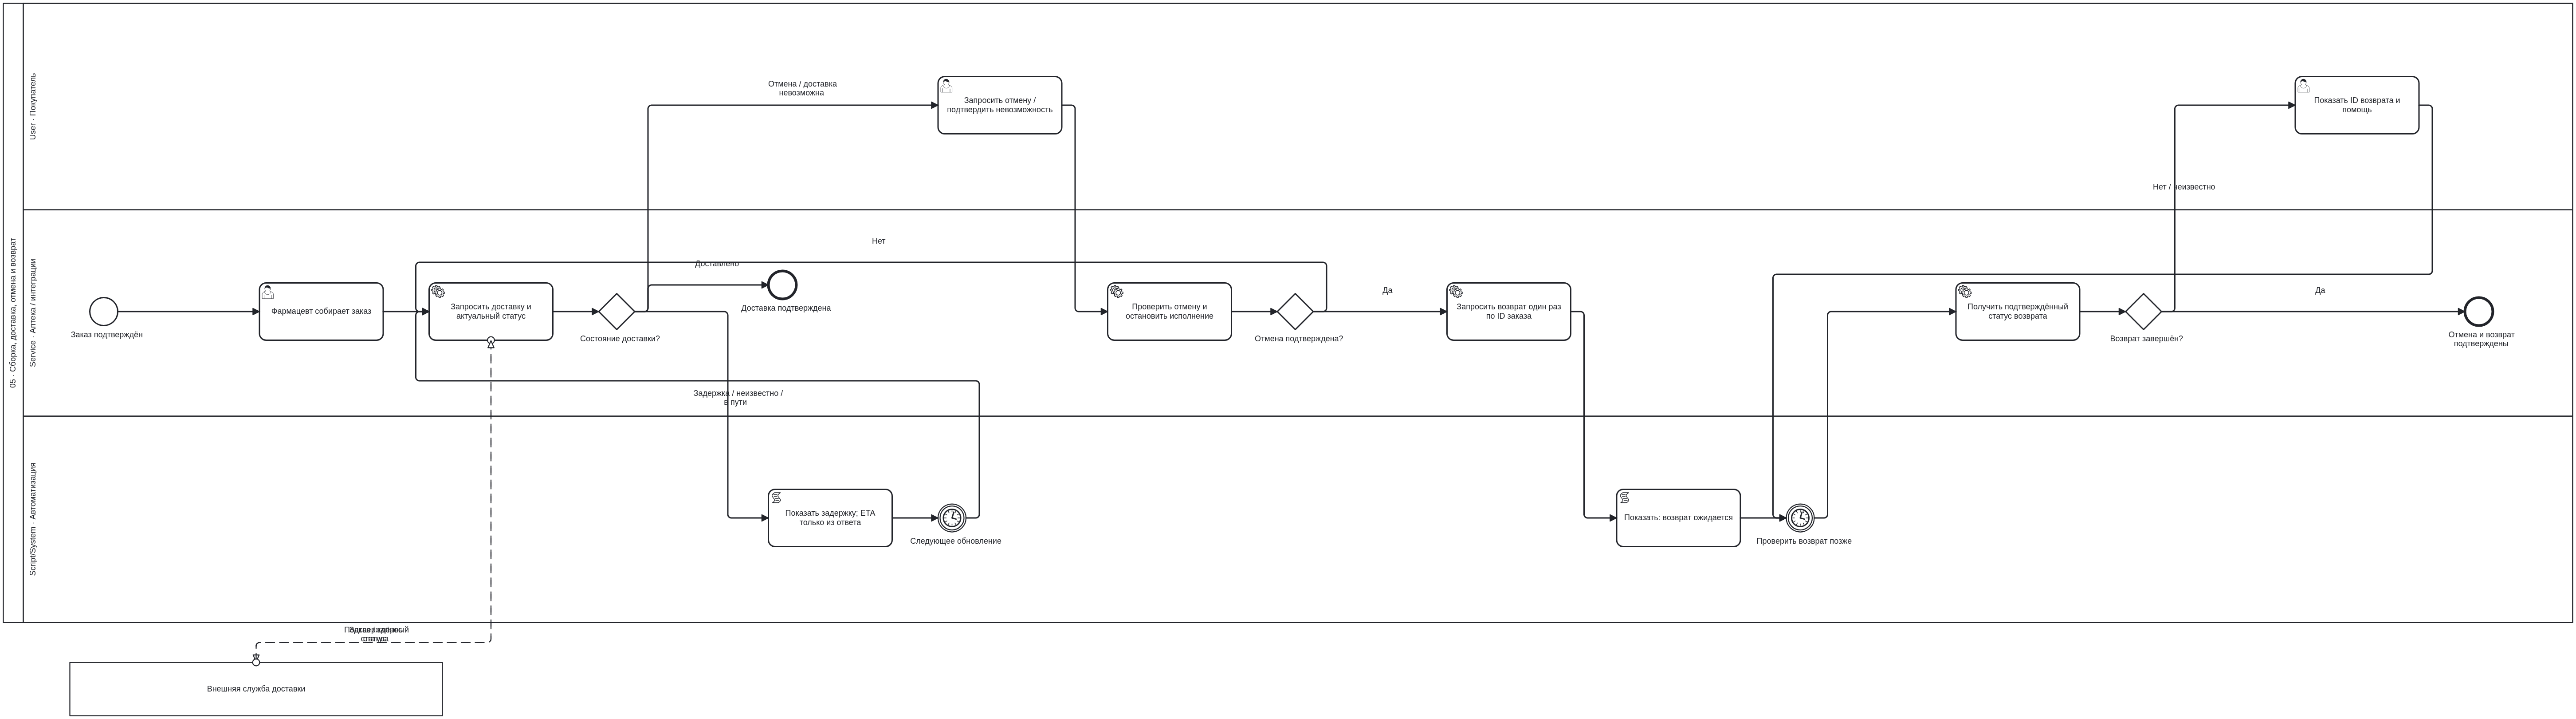 05 · Сборка, доставка, отмена и возврат
User · Покупатель
Отмена / доставка
невозможна
Запросить отмену /
подтвердить невозможность
Показать ID возврата и
помощь
Нет / неизвестно
Service · Аптека / интеграции
Нет
Доставлено
Заказ подтверждён
Фармацевт собирает заказ
Запросить доставку и
актуальный статус
Состояние доставки?
Доставка подтверждена
Проверить отмену и
остановить исполнение
Отмена подтверждена?
Да
Запросить возврат один раз
по ID заказа
Получить подтверждённый
статус возврата
Возврат завершён?
Да
Отмена и возврат
подтверждены
Задержка / неизвестно /
в пути
Script/System · Автоматизация
Показать задержку; ETA
только из ответа
Следующее обновление
Показать: возврат ожидается
Проверить возврат позже
Внешняя служба доставки